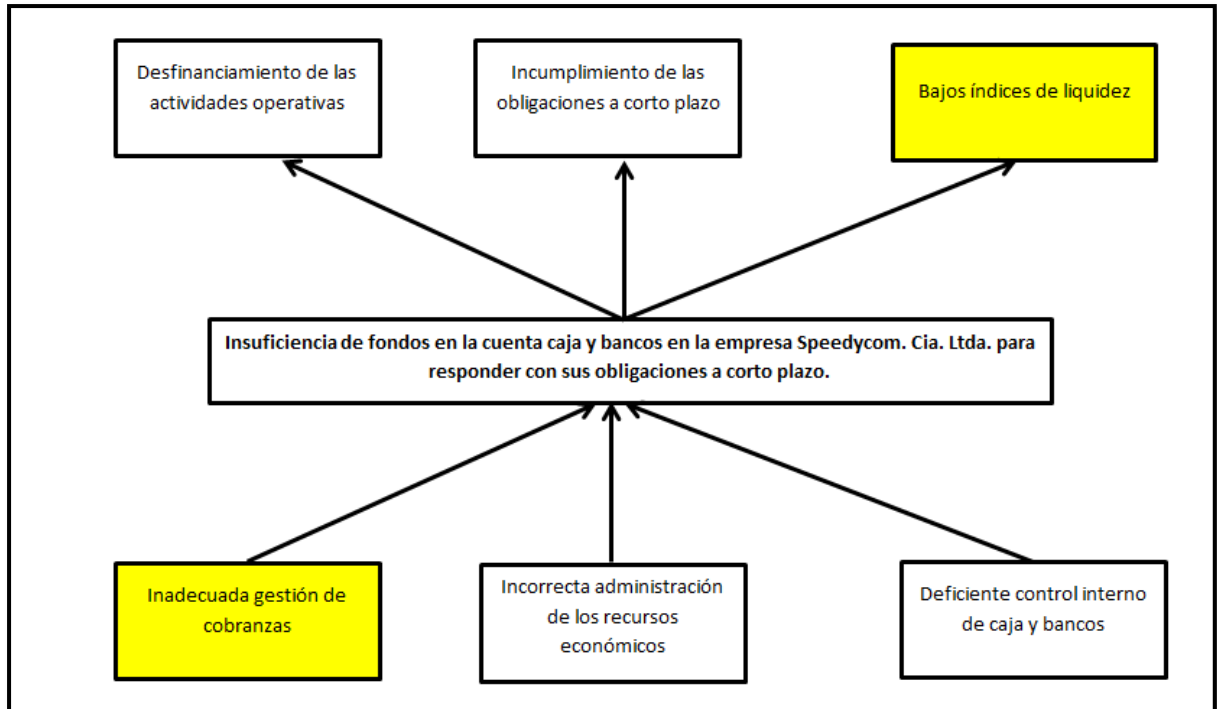 Desfinanciamiento de las
actividades operativas
Incumplimiento de las
obligaciones a corto plazo
Bajos índices de liquidez
Insuficiencia de fondos en la cuenta caja y bancos en la empresa Speedycom. Cia. Ltda. para
responder con sus obligaciones a corto plazo.
Inadecuada gestión de
cobranzas
Incorrecta administración
de los recursos
económicos
Deficiente control interno
de caja y bancos